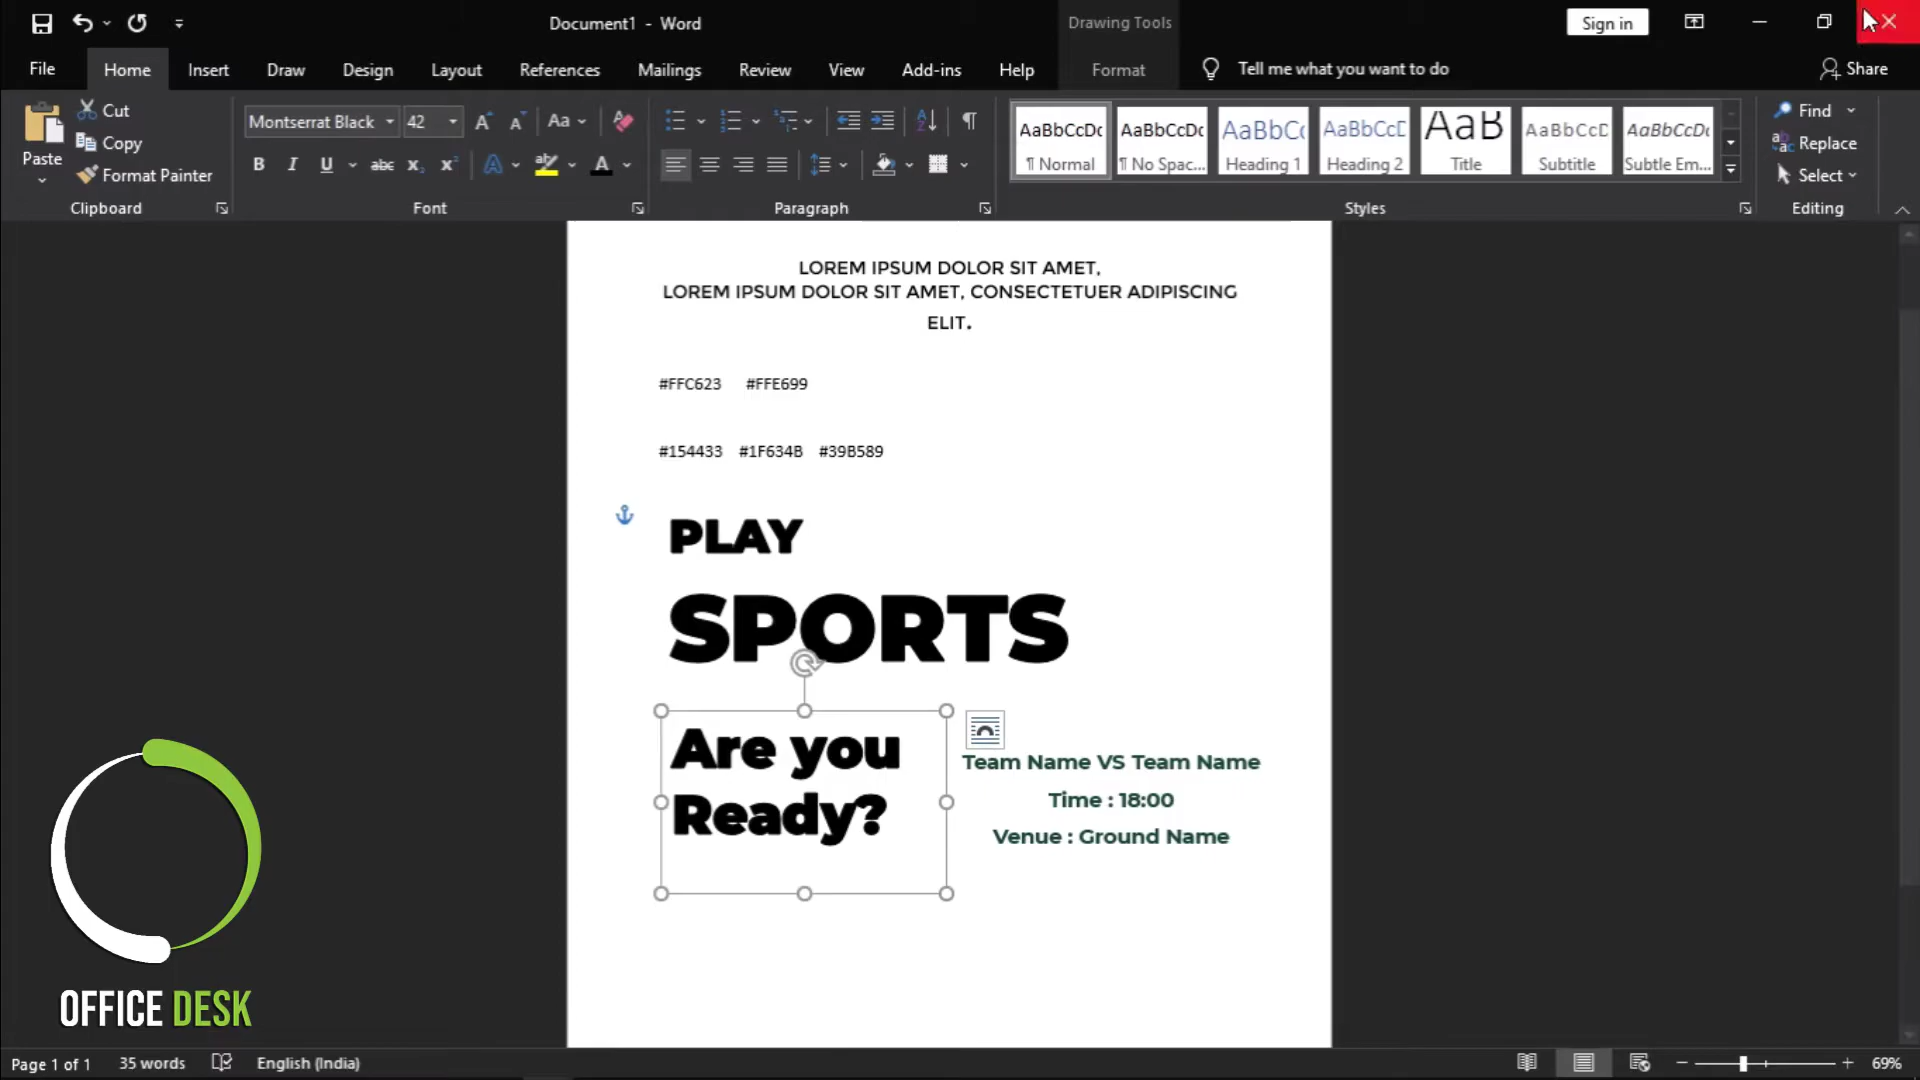 Document1 - Word
Drawing Tools
Sign in
File
Home
Insert
Draw
Design
Layout
References
Mailings
Review
View
Add-ins
Help
Format
Tell me what you want to do
Share
Paste
Cut
Copy
Format Painter
Clipboard
Montserrat Black
42
Aa
B I U abc x₂ x² A A
Font
Paragraph
AaBbCcDc
¶ Normal
AaBbCcDc
¶ No Spac...
AaBbCc
Heading 1
AaBbCcD
Heading 2
AaB
Title
AaBbCcD
Subtitle
AaBbCcDc
Subtle Em...
Styles
Find
Replace
Select
Editing
LOREM IPSUM DOLOR SIT AMET,
LOREM IPSUM DOLOR SIT AMET, CONSECTETUER ADIPISCING
ELIT.
#FFC623 #FFE699
#154433 #1F634B #39B589
PLAY
SPORTS
Are you
Ready?
Team Name VS Team Name
Time : 18:00
Venue : Ground Name
OFFICE DESK
Page 1 of 1
35 words
English (India)
69%